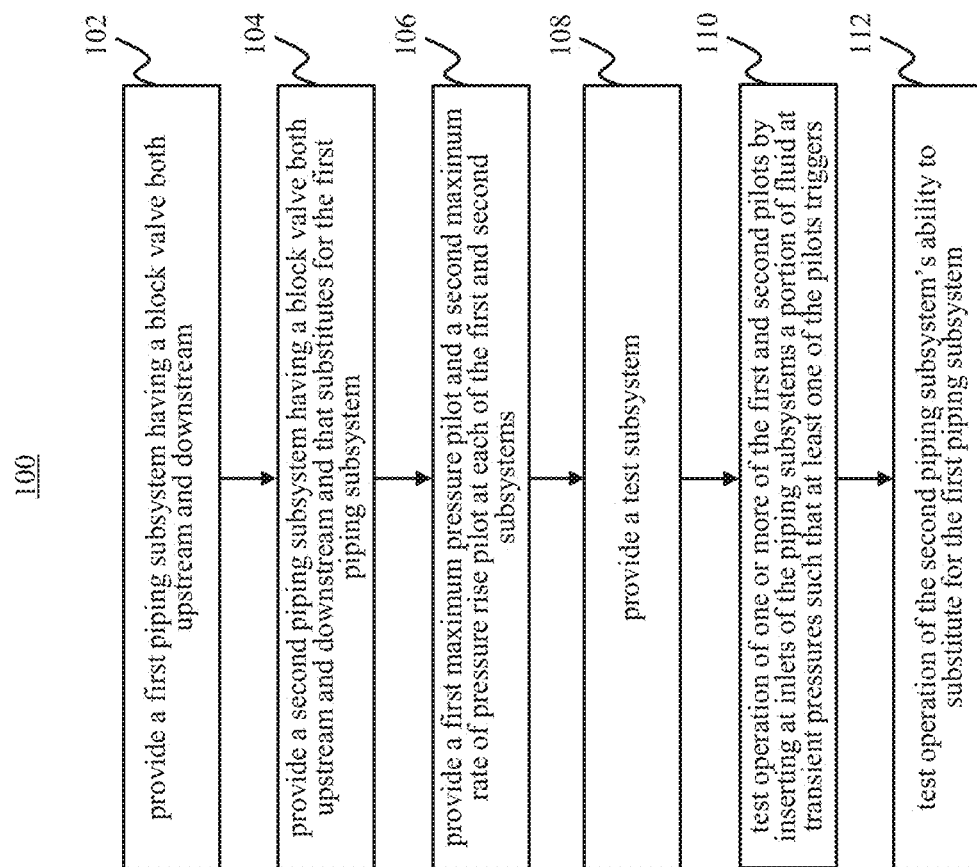 100
provide a first piping subsystem having a block valve both
upstream and downstream
102
provide a second piping subsystem having a block valve both
upstream and downstream and that substitutes for the first
piping subsystem
104
provide a first maximum pressure pilot and a second maximum
rate of pressure rise pilot at each of the first and second
subsystems
106
provide a test subsystem
108
test operation of one or more of the first and second pilots by
inserting at inlets of the piping subsystems a portion of fluid at
transient pressures such that at least one of the pilots triggers
110
test operation of the second piping subsystem's ability to
substitute for the first piping subsystem
112